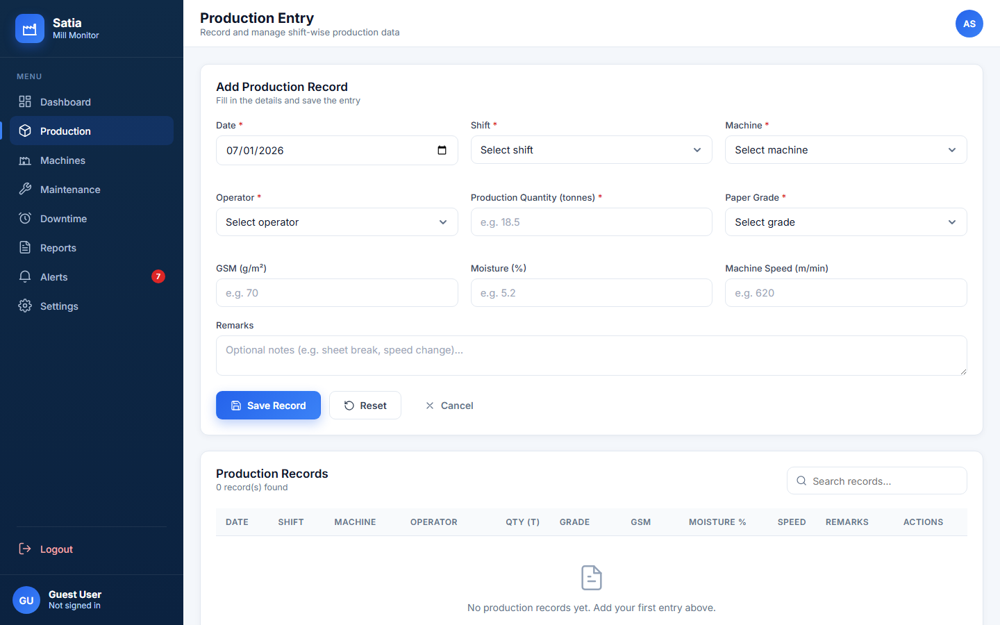 Satia
Mill Monitor
MENU
Dashboard
Production
Machines
Maintenance
Downtime
Reports
Alerts 7
Settings
Logout
GU
Guest User
Not signed in
Production Entry
Record and manage shift-wise production data
AS
Add Production Record
Fill in the details and save the entry
Date * Shift * Machine *
07/01/2026 Select shift Select machine
Operator * Production Quantity (tonnes) * Paper Grade *
Select operator e.g. 18.5 Select grade
GSM (g/m²) Moisture (%) Machine Speed (m/min)
e.g. 70 e.g. 5.2 e.g. 620
Remarks
Optional notes (e.g. sheet break, speed change)...
Save Record Reset Cancel
Production Records
0 record(s) found
Search records...
DATE SHIFT MACHINE OPERATOR QTY (T) GRADE GSM MOISTURE % SPEED REMARKS ACTIONS
No production records yet. Add your first entry above.